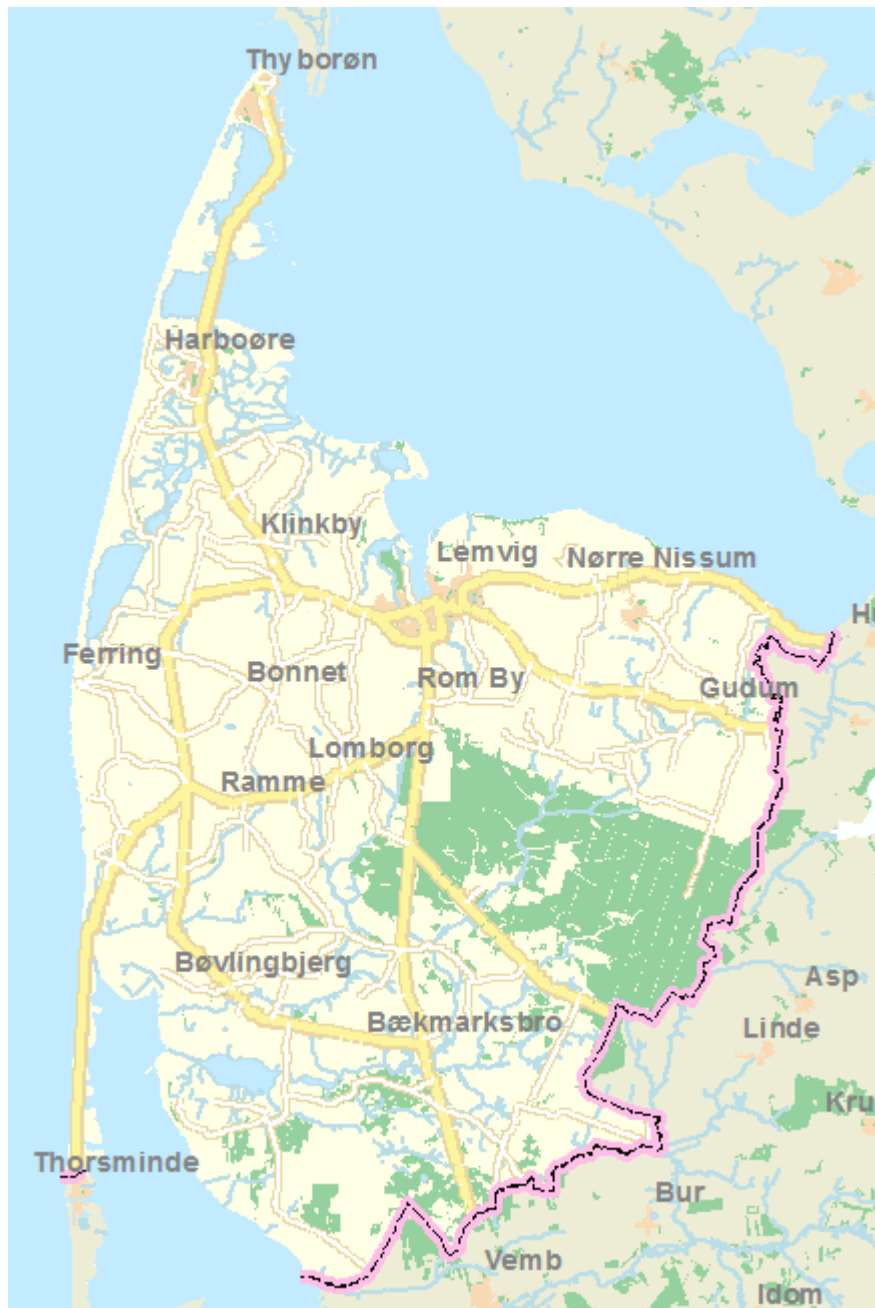 Thyborøn
Harboøre
Klinkby
Lemvig
Nørre Nissum
Ferring
Bonnet
Rom By
Gudum
Lomborg
Ramme
Bøvlingbjerg
Asp
Bækmarksbro
Linde
Thorsminde
Bur
Vemb
Idom